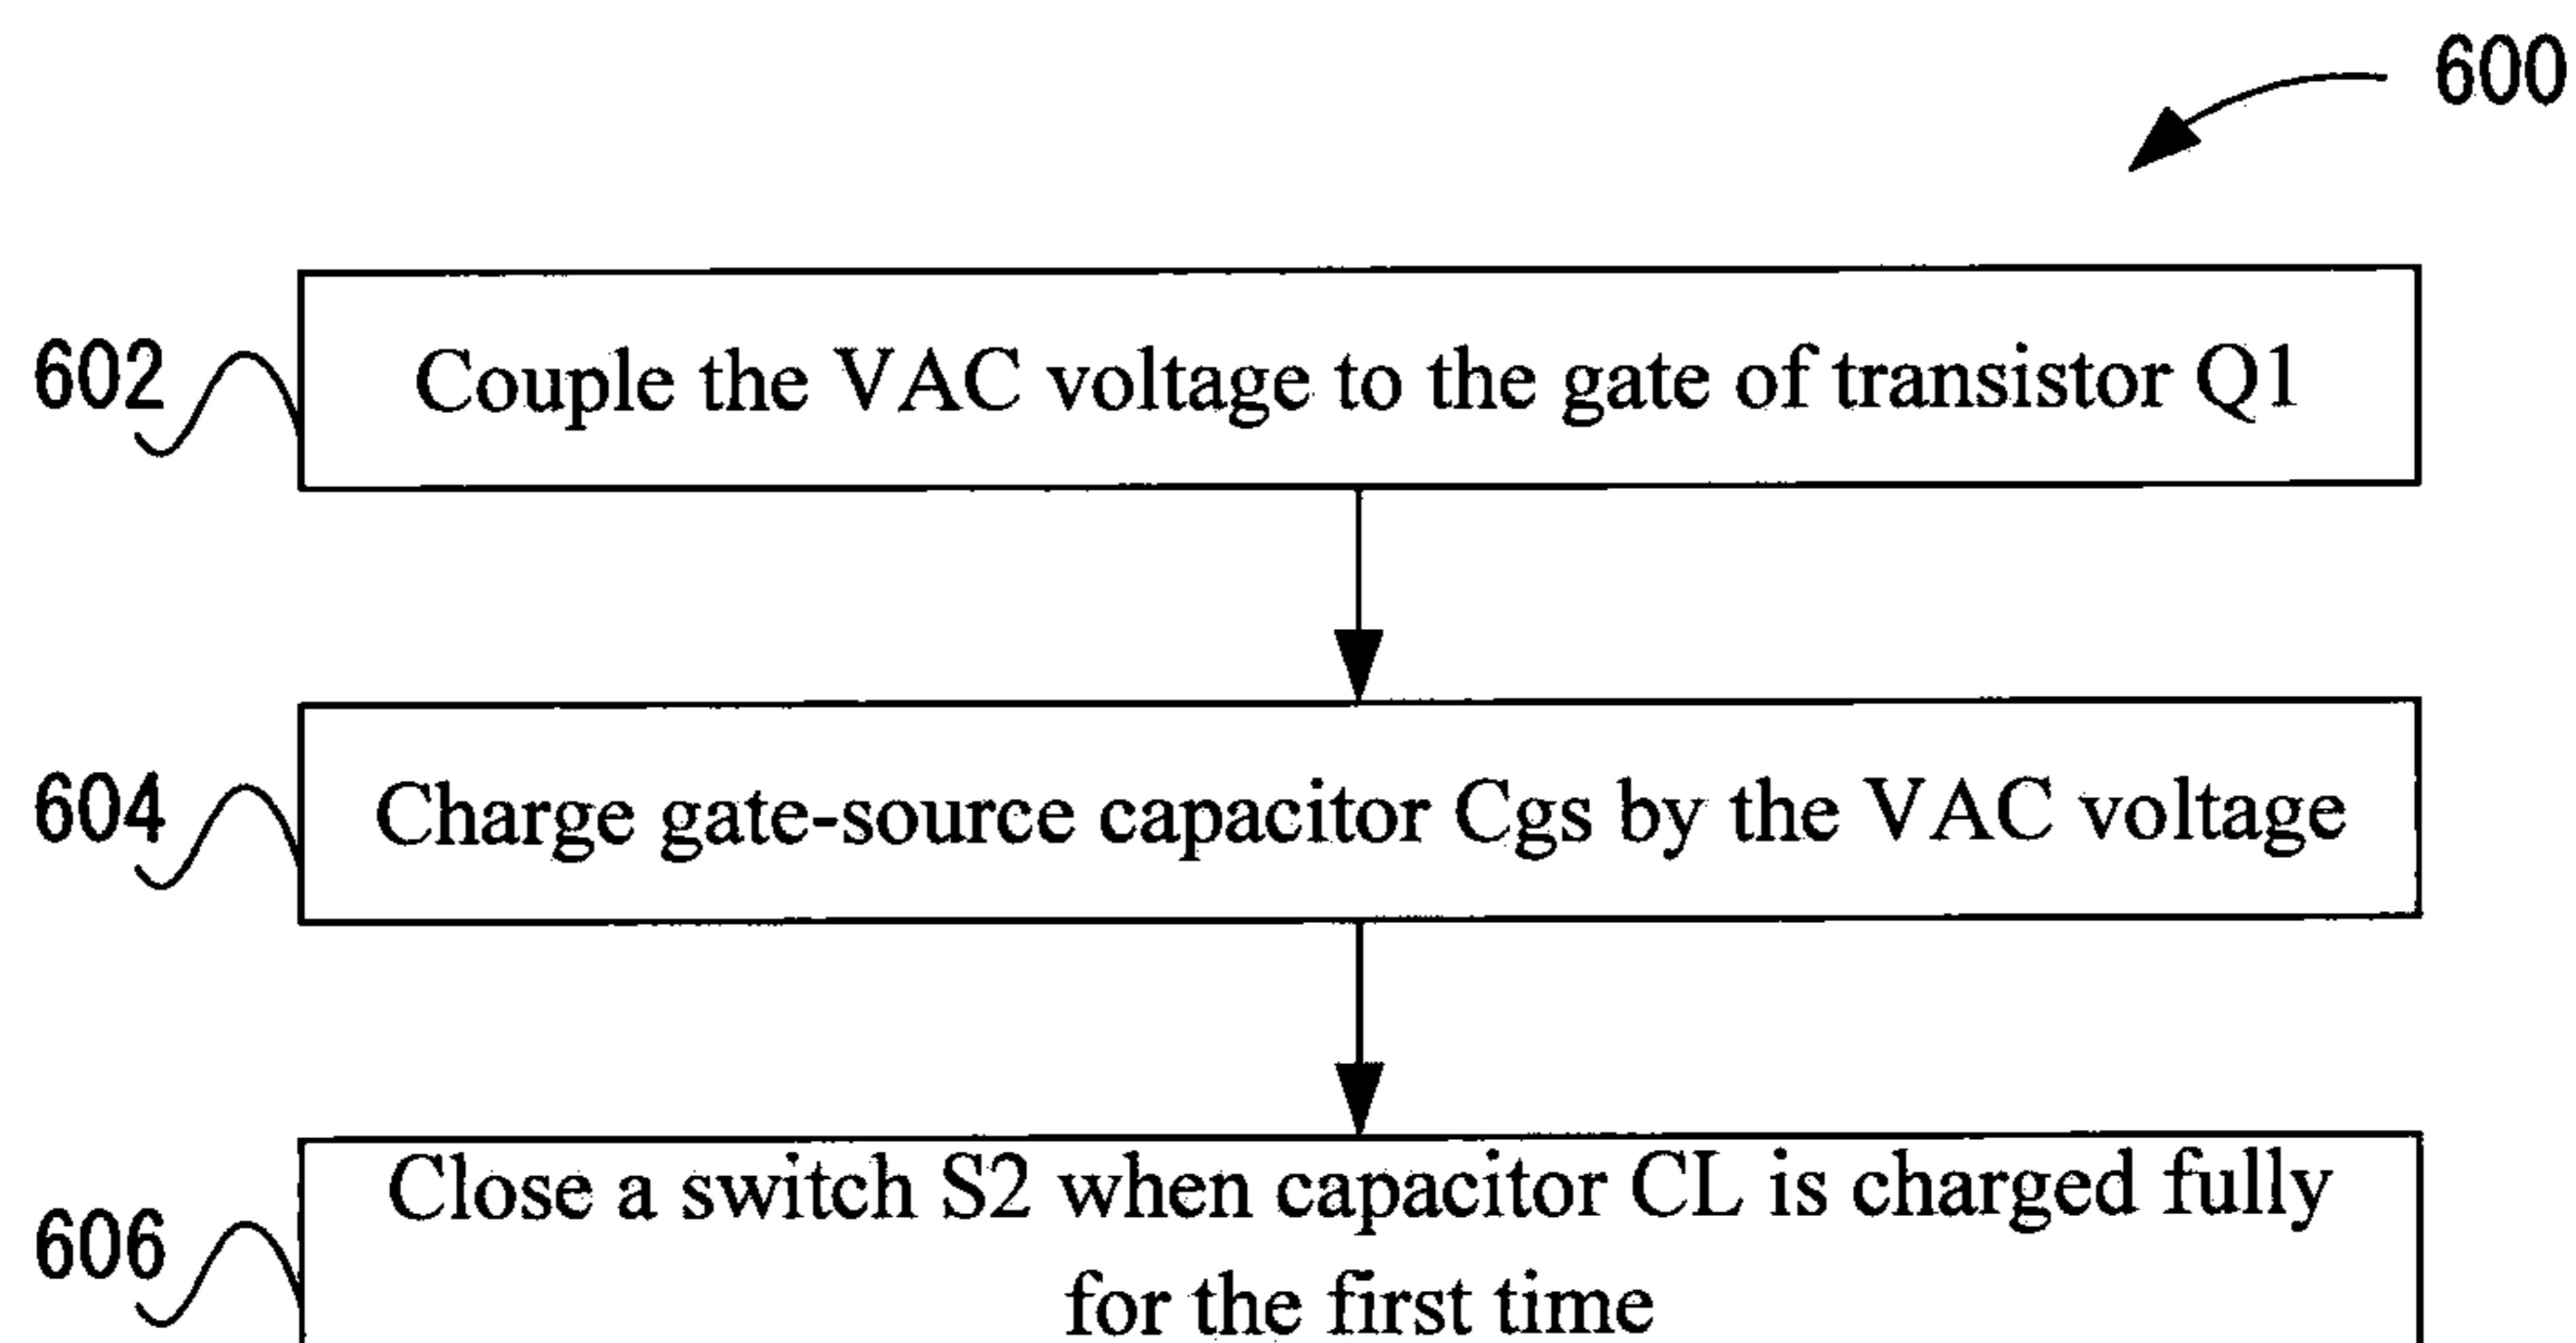 600
602
Couple the VAC voltage to the gate of transistor Q1
604
Charge gate-source capacitor Cgs by the VAC voltage
606
Close a switch S2 when capacitor CL is charged fully
for the first time